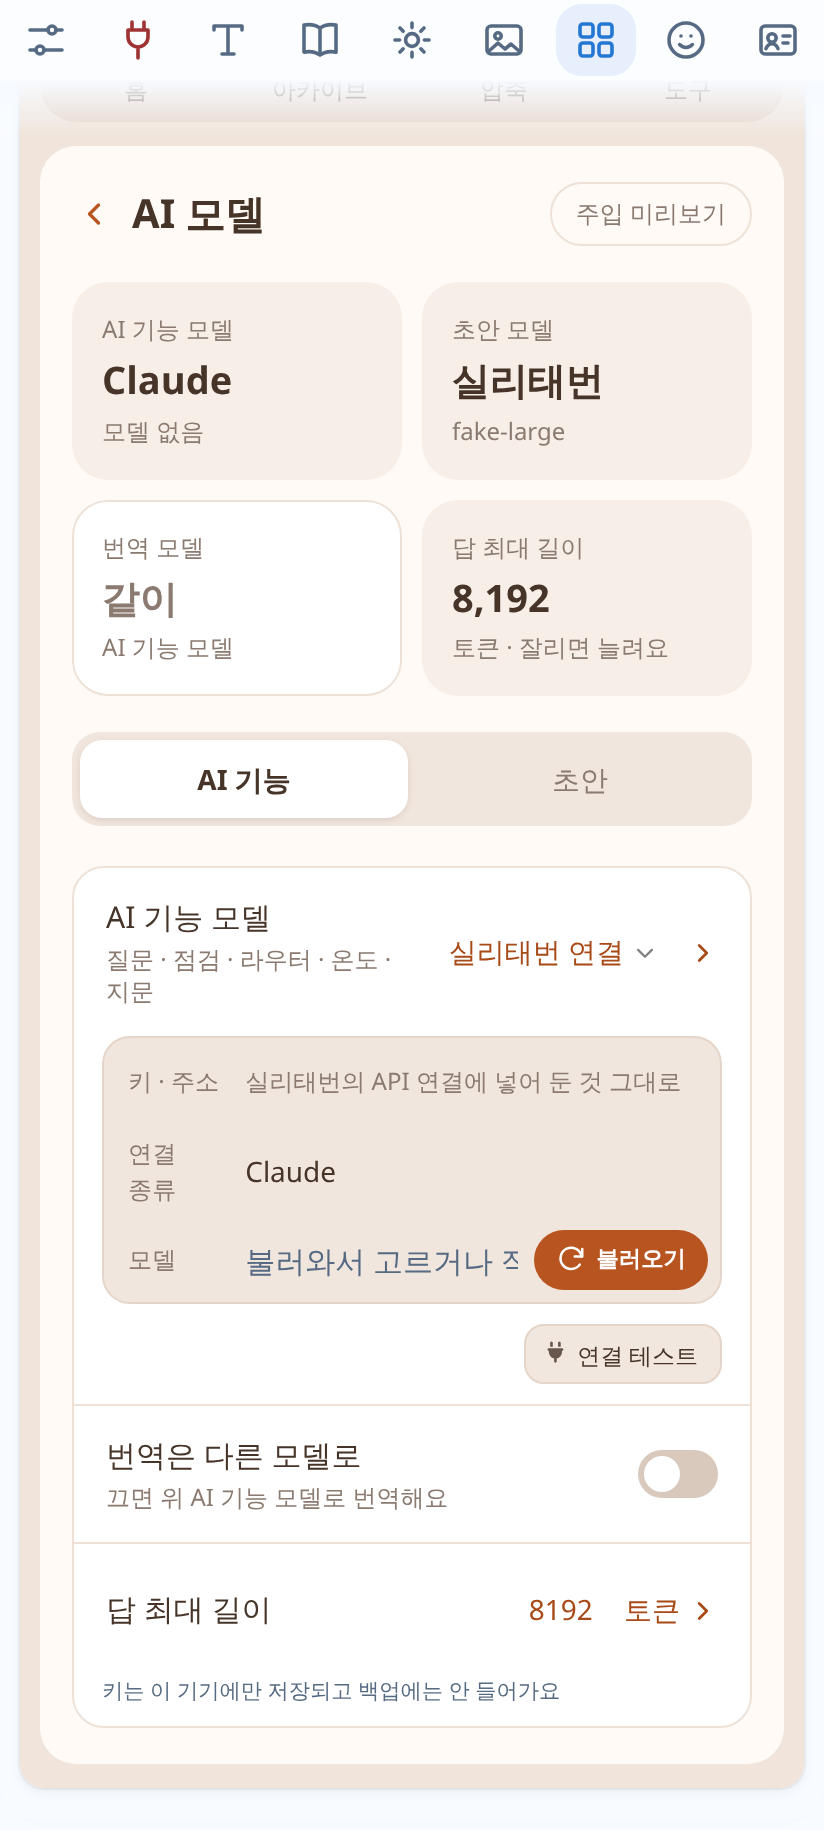 홈 아카이브 압축 도구
AI 모델
주입 미리보기
AI 기능 모델
Claude
모델 없음
초안 모델
실리태번
fake-large
번역 모델
같이
AI 기능 모델
답 최대 길이
8,192
토큰 · 잘리면 늘려요
AI 기능
초안
AI 기능 모델
질문 · 점검 · 라우터 · 온도 ·
지문
실리태번 연결
키 · 주소 실리태번의 API 연결에 넣어 둔 것 그대로
연결
종류
Claude
모델 불러와서 고르거나
불러오기
연결 테스트
번역은 다른 모델로
끄면 위 AI 기능 모델로 번역해요
답 최대 길이 8192 토큰
키는 이 기기에만 저장되고 백업에는 안 들어가요